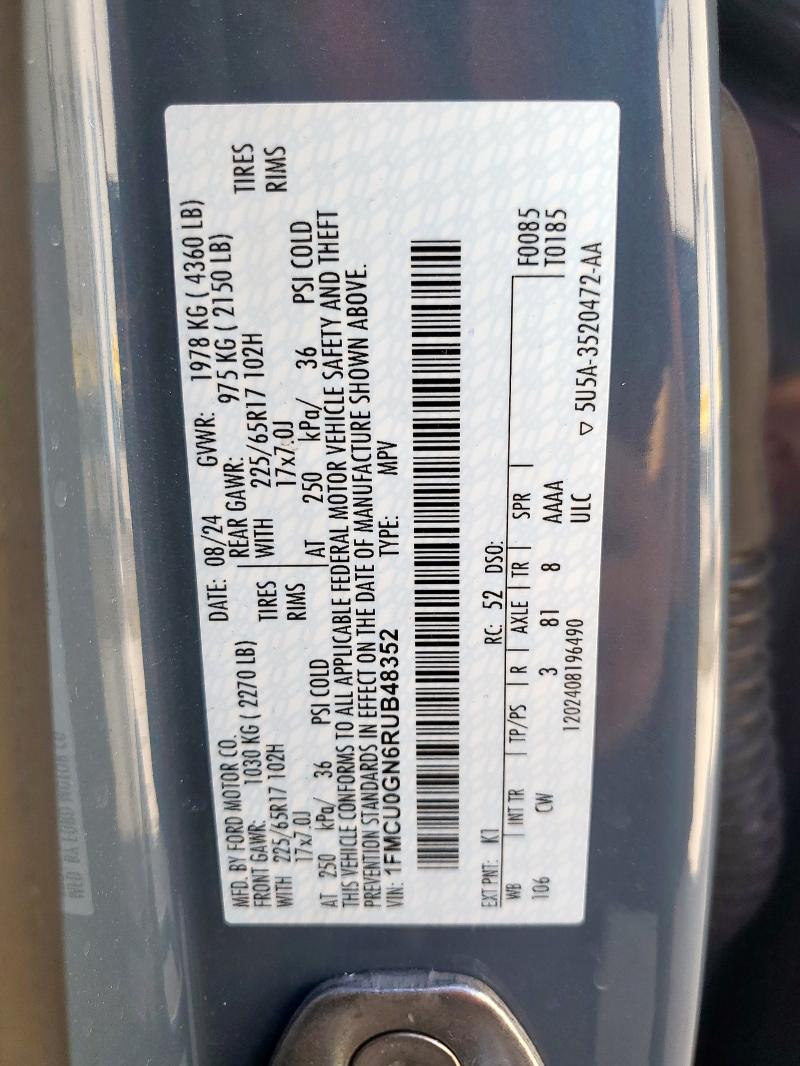 MFD. BY FORD MOTOR CO. DATE: 08/24 GVWR: 1978 KG ( 4360 LB)
FRONT GAWR: 1030 KG ( 2270 LB) REAR GAWR: 975 KG ( 2150 LB)
WITH 225/65R17 102H TIRES WITH 225/65R17 102H TIRES
17x7.0J RIMS 17x7.0J RIMS
AT 250 kPa/ 36 PSI COLD AT 250 kPa/ 36 PSI COLD
THIS VEHICLE CONFORMS TO ALL APPLICABLE FEDERAL MOTOR VEHICLE SAFETY AND THEFT
PREVENTION STANDARDS IN EFFECT ON THE DATE OF MANUFACTURE SHOWN ABOVE.
VIN: 1FMCU0GN6RUB48352 TYPE: MPV
EXT PNT: K1 RC: 52 DSO:
WB INT TR TP/PS R AXLE TR SPR F0085
106 CW 3 81 8 AAAA T0185
1202408196490 ULC
▽ 5U5A-3520472-AA